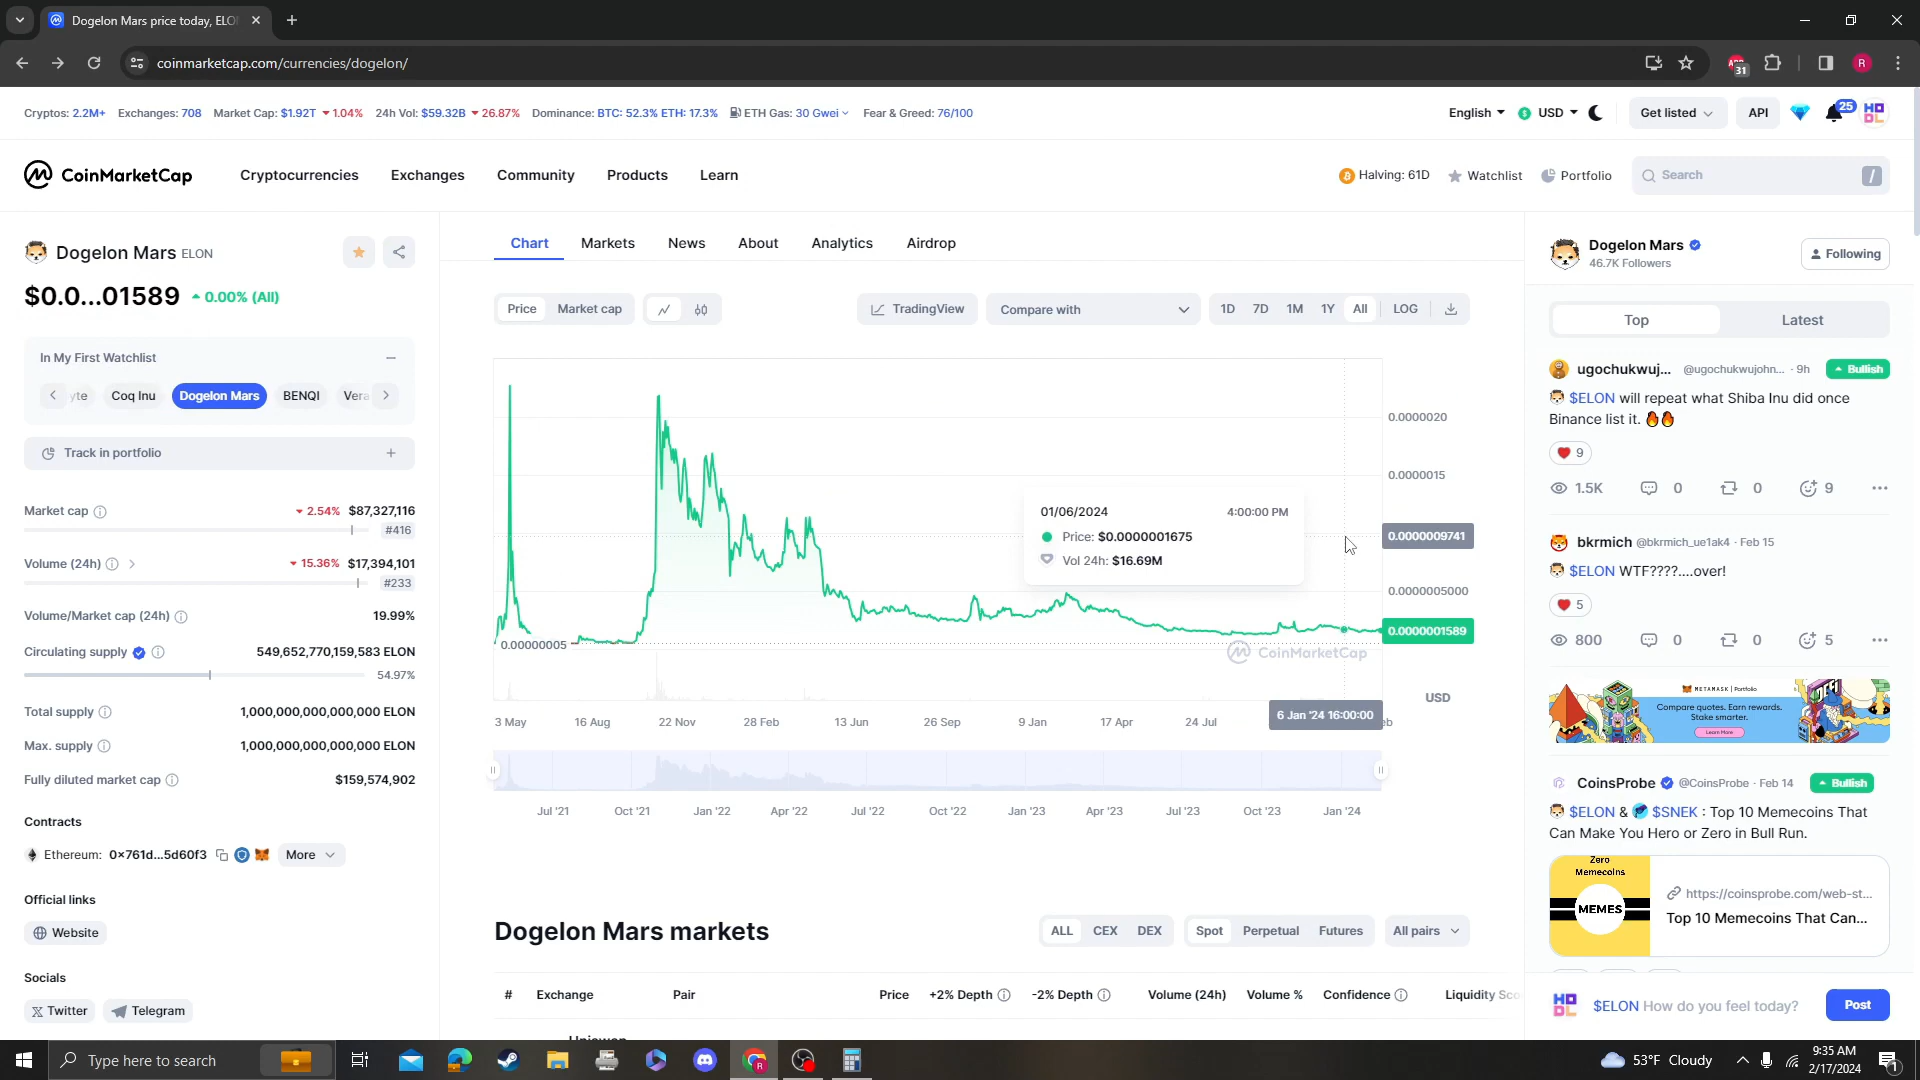 Dogelon Mars price today, ELO
coinmarketcap.com/currencies/dogelon/
31
R
Cryptos: 2.2M+ Exchanges: 708 Market Cap: $1.92T 1.04% 24h Vol: $59.32B 26.87% Dominance: BTC: 52.3% ETH: 17.3% ETH Gas: 30 Gwei Fear & Greed: 76/100
English USD Get listed API 25
CoinMarketCap
Cryptocurrencies Exchanges Community Products Learn
Halving: 61D Watchlist Portfolio Search /
Dogelon Mars ELON
$0.0...01589 0.00% (All)
In My First Watchlist
yte Coq Inu Dogelon Mars BENQI Vera
Track in portfolio +
Market cap 2.54% $87,327,116
#416
Volume (24h) 15.36% $17,394,101
#233
Volume/Market cap (24h) 19.99%
Circulating supply 549,652,770,159,583 ELON
54.97%
Total supply 1,000,000,000,000,000 ELON
Max. supply 1,000,000,000,000,000 ELON
Fully diluted market cap $159,574,902
Contracts
Ethereum: 0x761d...5d60f3 More
Official links
Website
Socials
Twitter Telegram
Chart Markets News About Analytics Airdrop
Price Market cap TradingView Compare with 1D 7D 1M 1Y All LOG
0.0000020
0.0000015
01/06/2024 4:00:00 PM
Price: $0.0000001675
Vol 24h: $16.69M
0.0000009741
0.0000005000
0.0000001589
0.00000005
CoinMarketCap
USD
3 May 16 Aug 22 Nov 28 Feb 13 Jun 26 Sep 9 Jan 17 Apr 24 Jul 6 Jan '24 16:00:00 eb
Jul '21 Oct '21 Jan '22 Apr '22 Jul '22 Oct '22 Jan '23 Apr '23 Jul '23 Oct '23 Jan '24
Dogelon Mars markets
ALL CEX DEX Spot Perpetual Futures All pairs
# Exchange Pair Price +2% Depth -2% Depth Volume (24h) Volume % Confidence Liquidity Sco
Uniswap
Dogelon Mars
46.7K Followers
Following
Top Latest
ugochukwuj... @ugochukwujohn... · 9h Bullish
$ELON will repeat what Shiba Inu did once
Binance list it.
9
1.5K 0 0 9
bkrmich @bkrmich_ue1ak4 · Feb 15
$ELON WTF????....over!
5
800 0 0 5
METAMASK | Portfolio
Compare quotes. Earn rewards.
Stake smarter.
Learn More
CoinsProbe @CoinsProbe · Feb 14 Bullish
$ELON & $SNEK : Top 10 Memecoins That
Can Make You Hero or Zero in Bull Run.
Zero
Memecoins
MEMES
https://coinsprobe.com/web-st...
Top 10 Memecoins That Can...
HO
DL
$ELON How do you feel today?
Post
Type here to search
53°F Cloudy
9:35 AM
2/17/2024
1